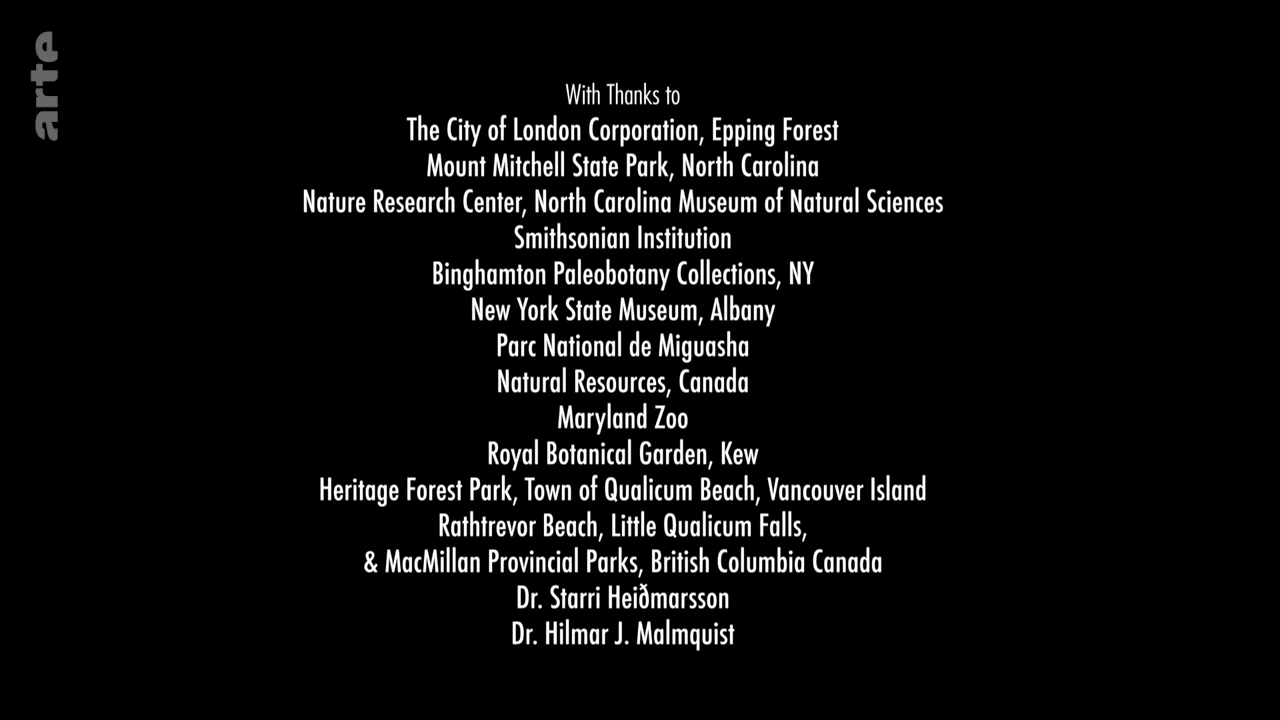 arte
With Thanks to
The City of London Corporation, Epping Forest
Mount Mitchell State Park, North Carolina
Nature Research Center, North Carolina Museum of Natural Sciences
Smithsonian Institution
Binghamton Paleobotany Collections, NY
New York State Museum, Albany
Parc National de Miguasha
Natural Resources, Canada
Maryland Zoo
Royal Botanical Garden, Kew
Heritage Forest Park, Town of Qualicum Beach, Vancouver Island
Rathtrevor Beach, Little Qualicum Falls,
& MacMillan Provincial Parks, British Columbia Canada
Dr. Starri Heiðmarsson
Dr. Hilmar J. Malmquist